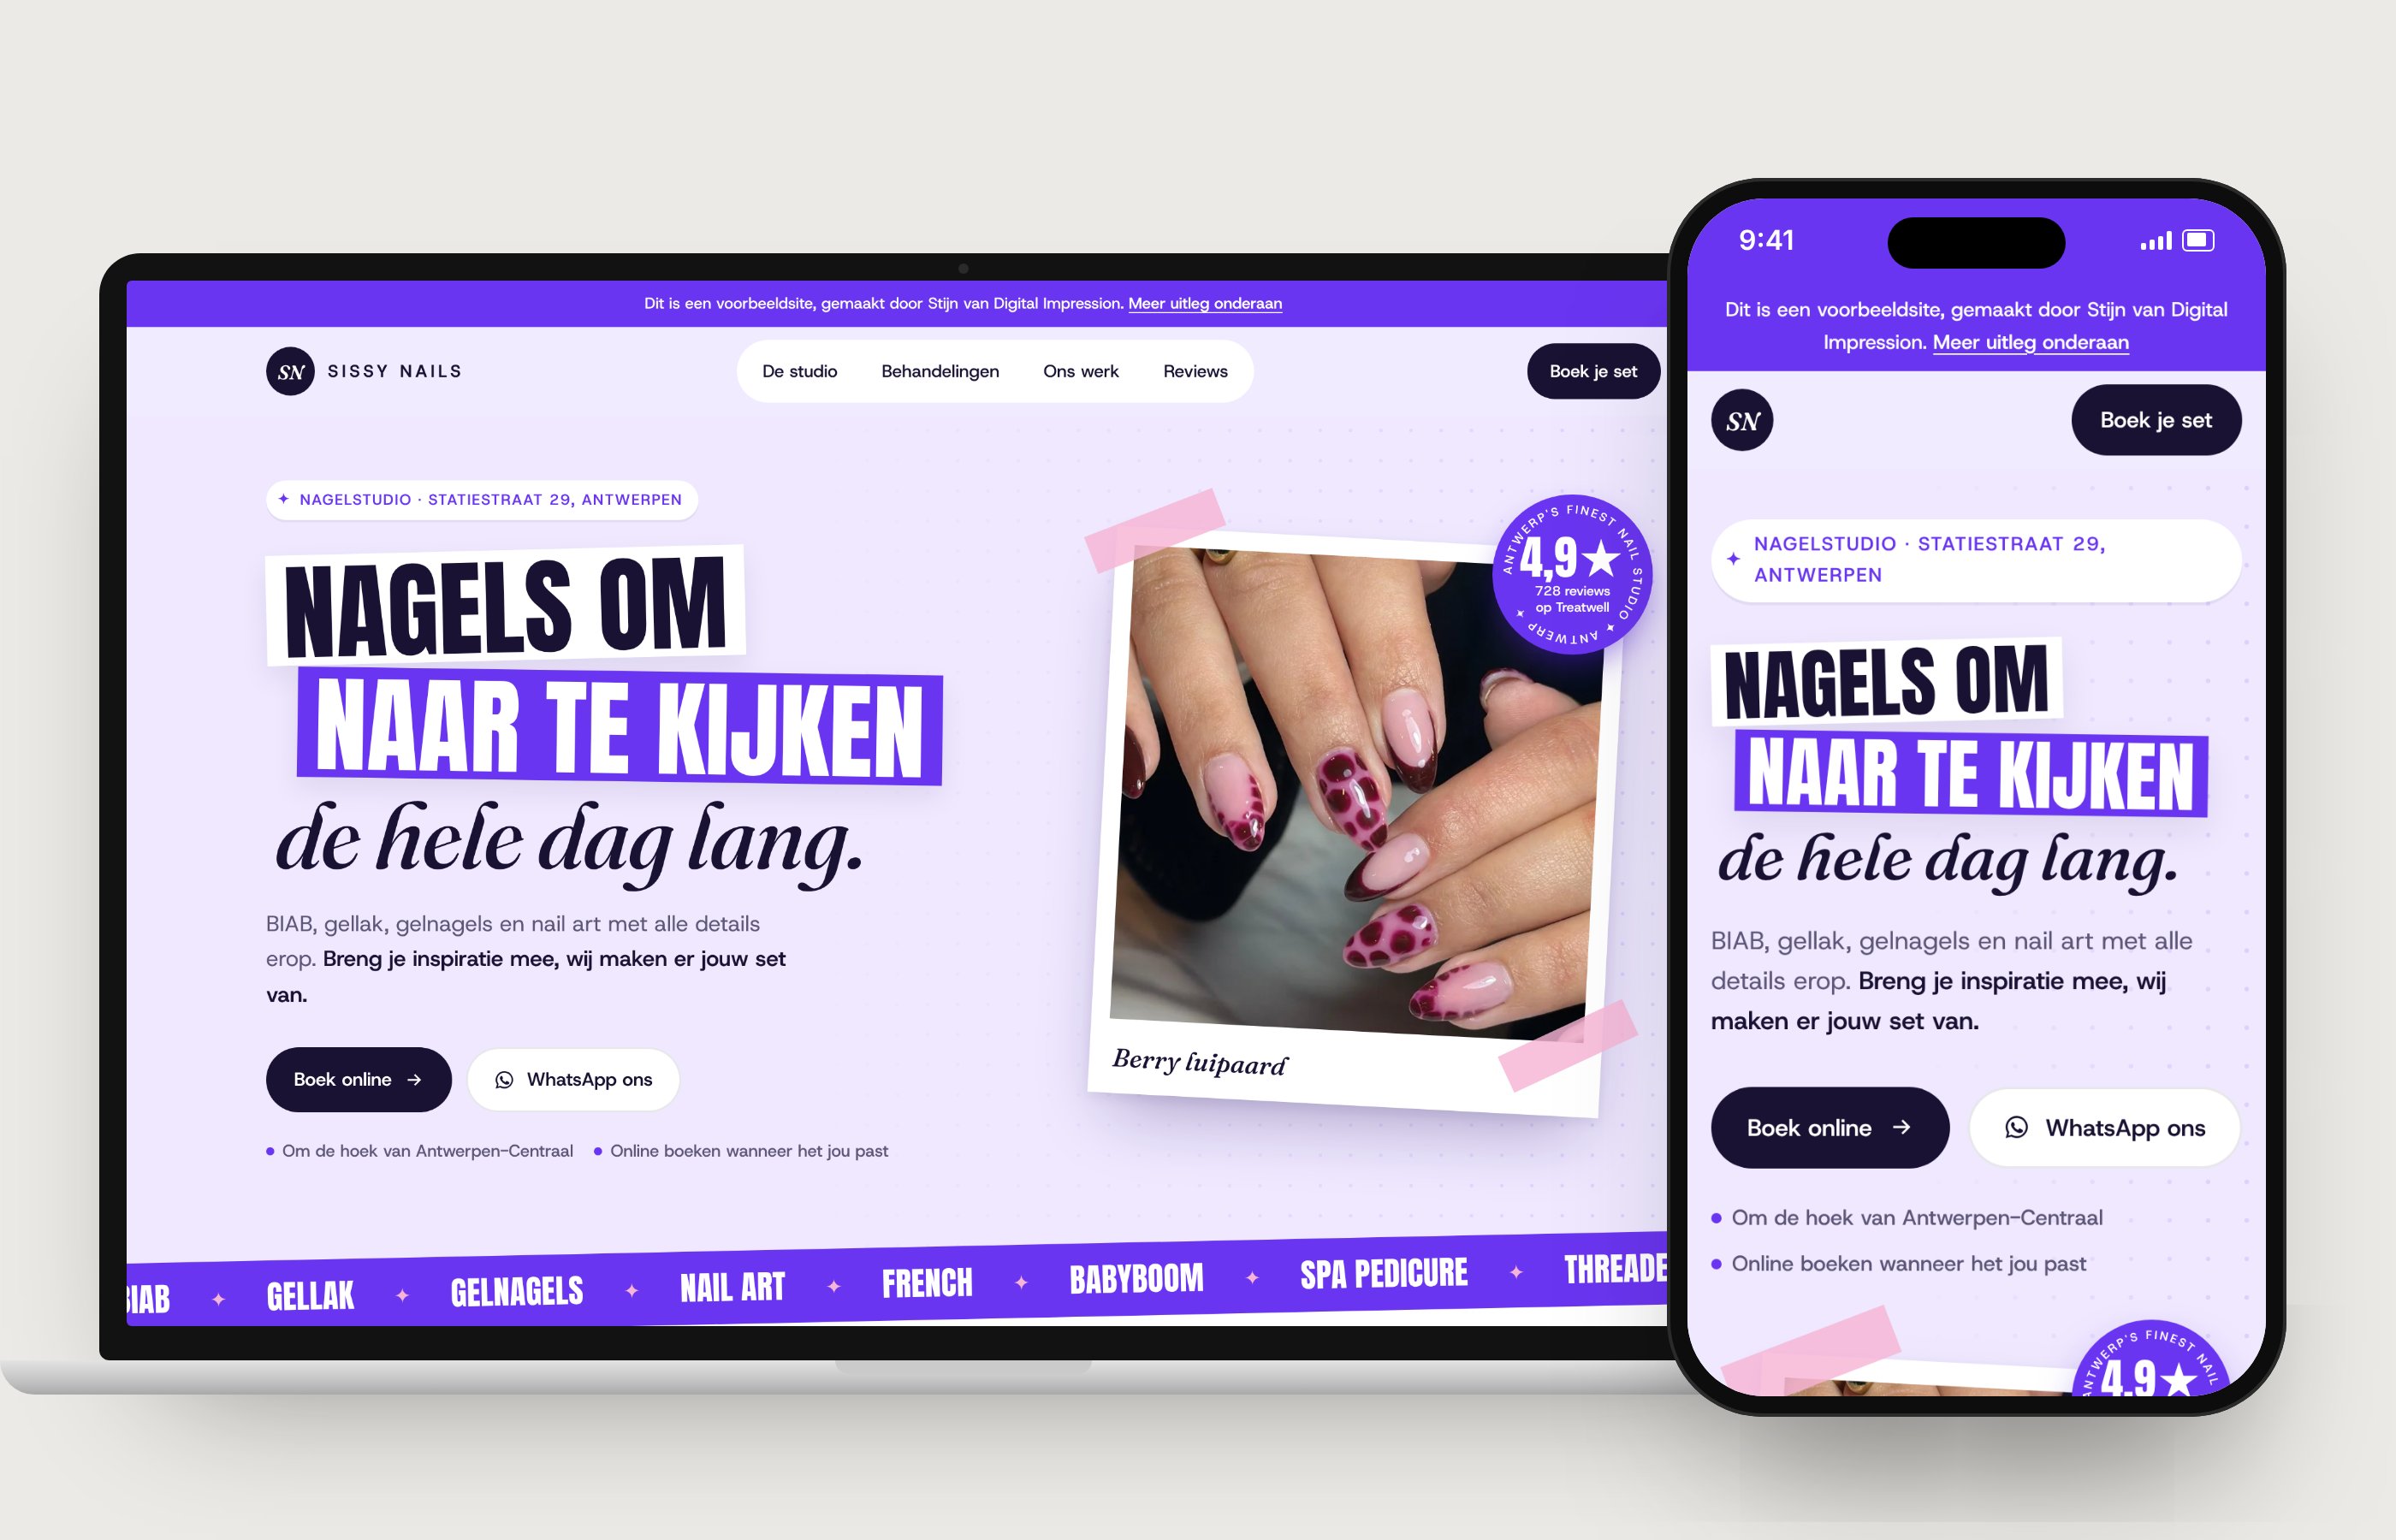 Dit is een voorbeeldsite, gemaakt door Stijn van Digital Impression. Meer uitleg onderaan
SN SISSY NAILS
De studio Behandelingen Ons werk Reviews
Boek je set
✦ NAGELSTUDIO · STATIESTRAAT 29, ANTWERPEN
NAGELS OM
NAAR TE KIJKEN
de hele dag lang.
BIAB, gellak, gelnagels en nail art met alle details
erop. Breng je inspiratie mee, wij maken er jouw set
van.
Boek online → WhatsApp ons
Om de hoek van Antwerpen-Centraal Online boeken wanneer het jou past
ANTWERP'S FINEST NAIL STUDIO ✦ ANTWERP ✦
4,9★
728 reviews
op Treatwell
Berry luipaard
BIAB ✦ GELLAK ✦ GELNAGELS ✦ NAIL ART ✦ FRENCH ✦ BABYBOOM ✦ SPA PEDICURE ✦ THREADE
9:41
Dit is een voorbeeldsite, gemaakt door Stijn van Digital
Impression. Meer uitleg onderaan
SN
Boek je set
✦ NAGELSTUDIO · STATIESTRAAT 29,
ANTWERPEN
NAGELS OM
NAAR TE KIJKEN
de hele dag lang.
BIAB, gellak, gelnagels en nail art met alle
details erop. Breng je inspiratie mee, wij
maken er jouw set van.
Boek online → WhatsApp ons
Om de hoek van Antwerpen-Centraal
Online boeken wanneer het jou past
ANTWERP'S FINEST NAIL
4,9★